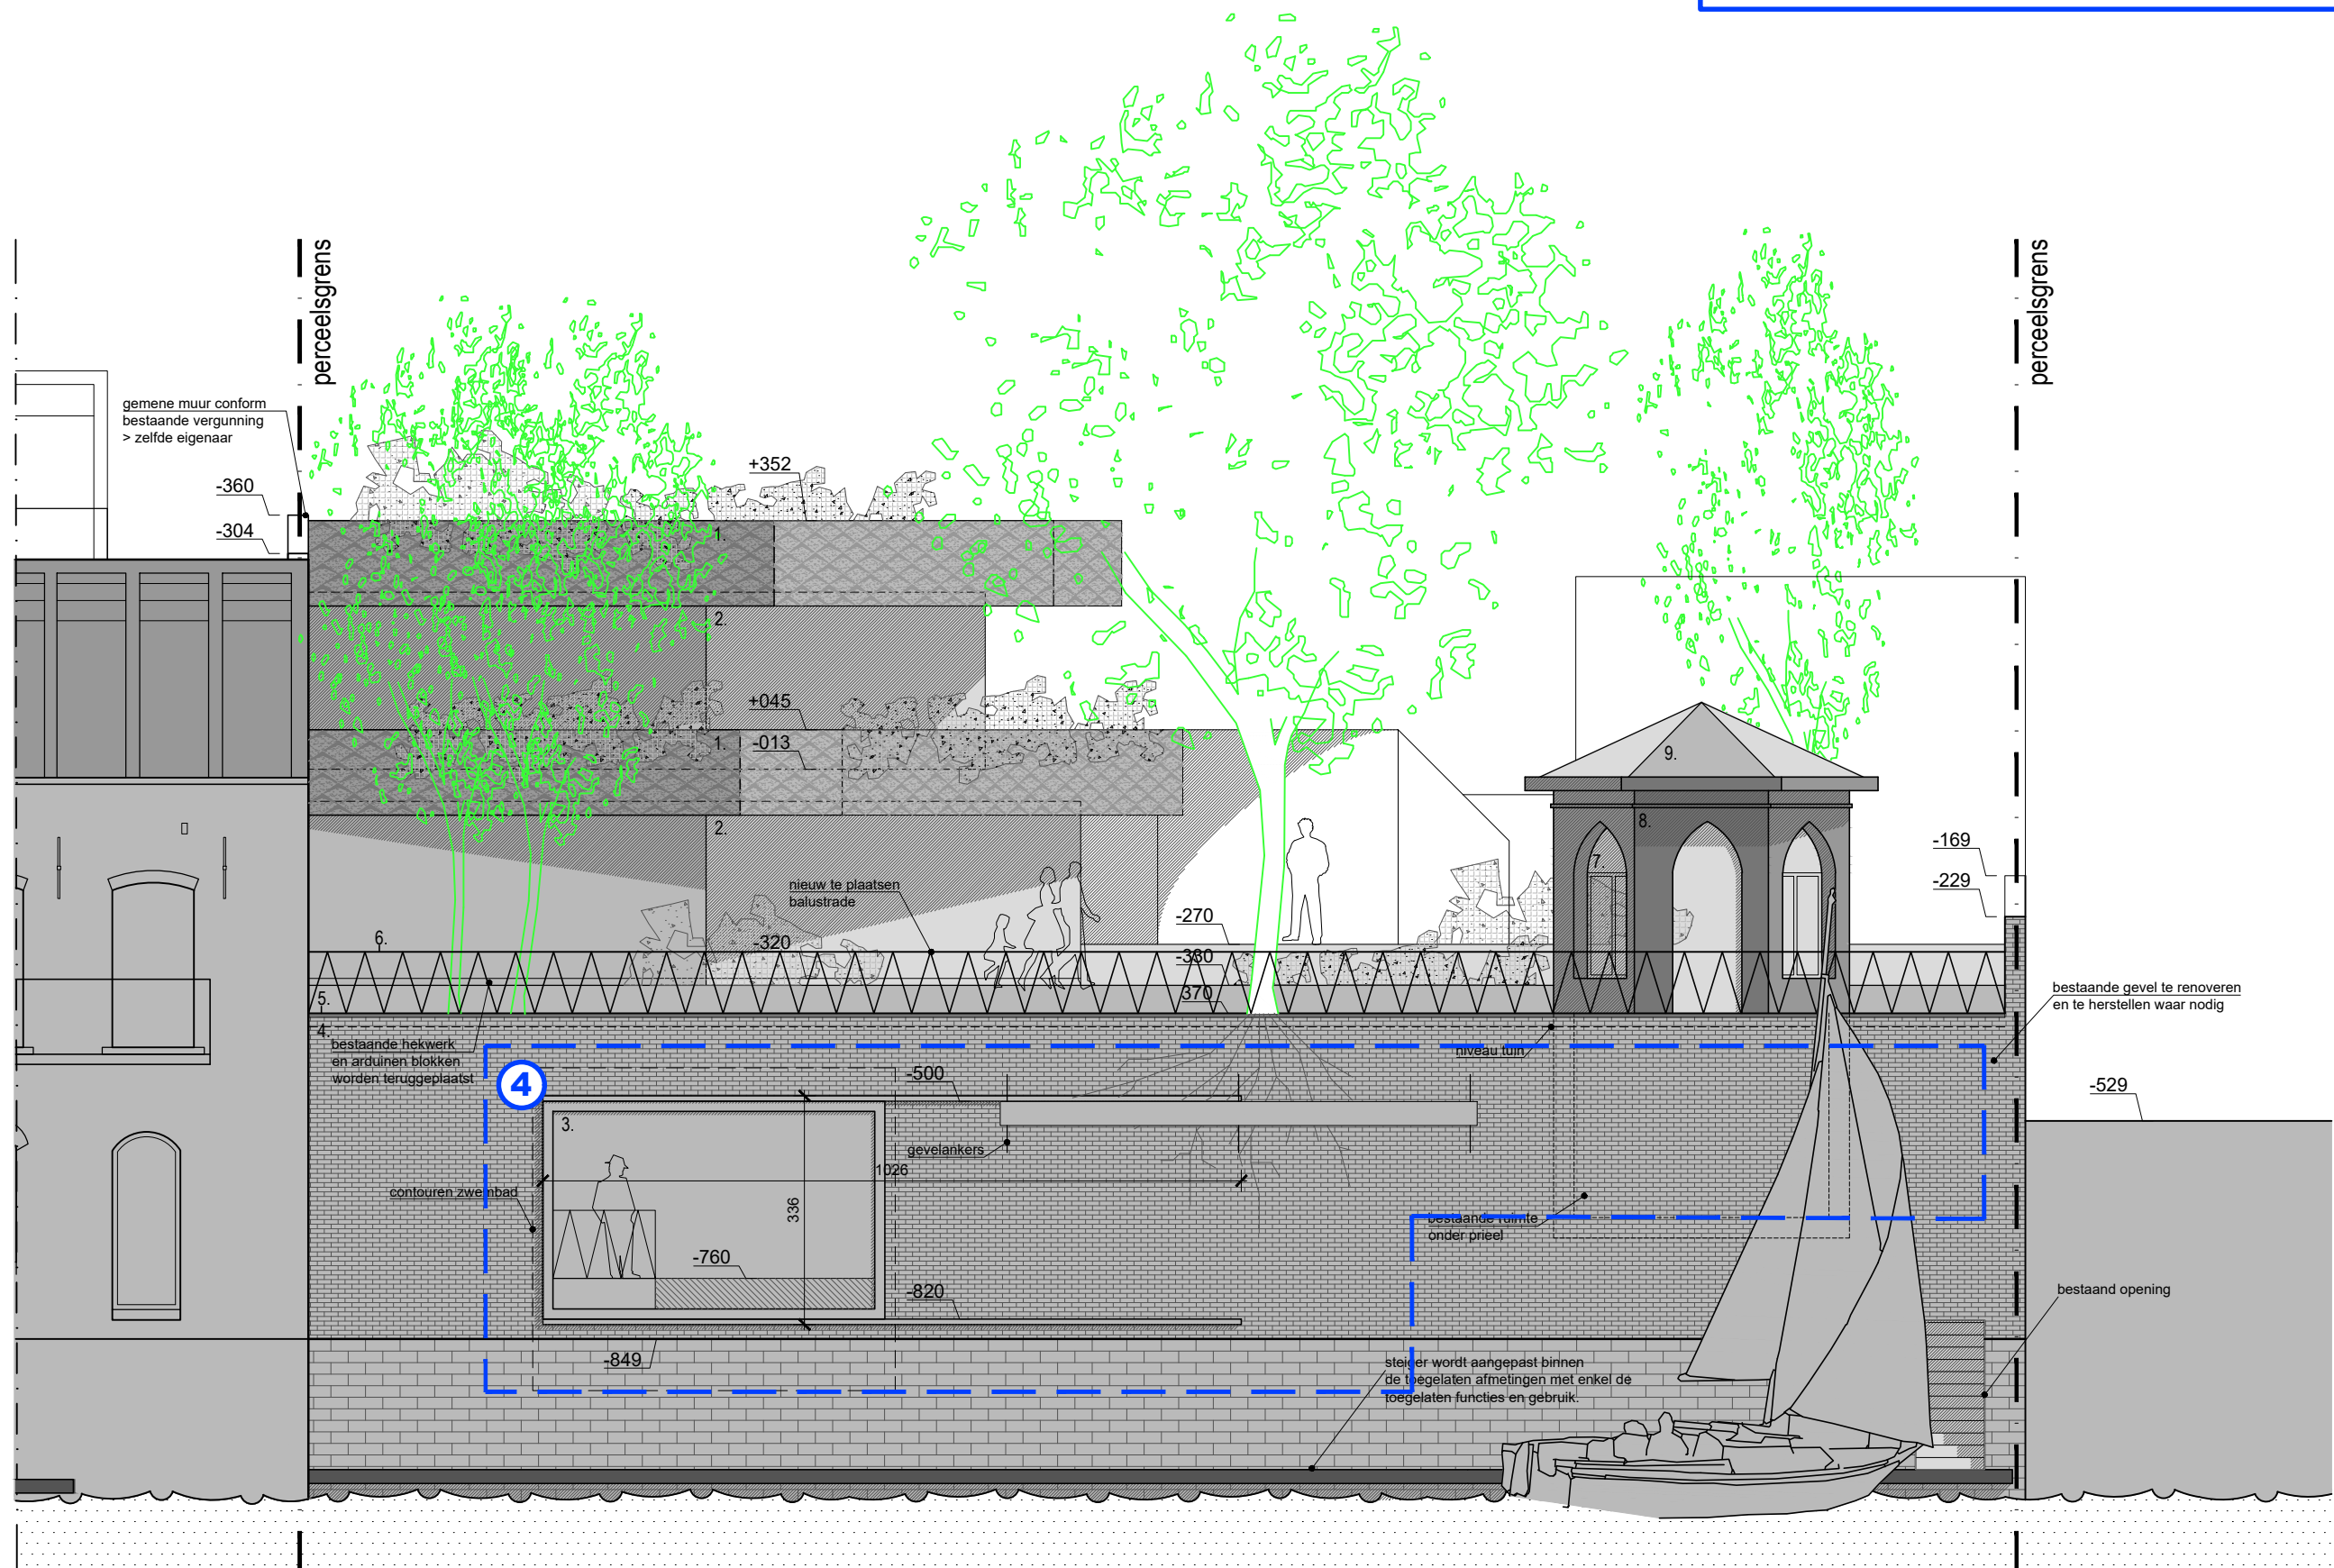 perceelsgrens
perceelsgrens
gemene muur conform
bestaande vergunning
> zelfde eigenaar
-360
-304
+352
1.
2.
+045
-013
1.
2.
9.
8.
7.
-169
-229
nieuw te plaatsen
balustrade
-270
-320
-330
370
6.
5.
4.
bestaande hekwerk
en arduinen blokken
worden teruggeplaatst
niveau tuin
bestaande gevel te renoveren
en te herstellen waar nodig
4
-500
-529
3.
gevelankers
1026
contouren zwembad
336
bestaande ruimte
onder prieel
-760
-820
bestaand opening
-849
steiger wordt aangepast binnen
de toegelaten afmetingen met enkel de
toegelaten functies en gebruik.